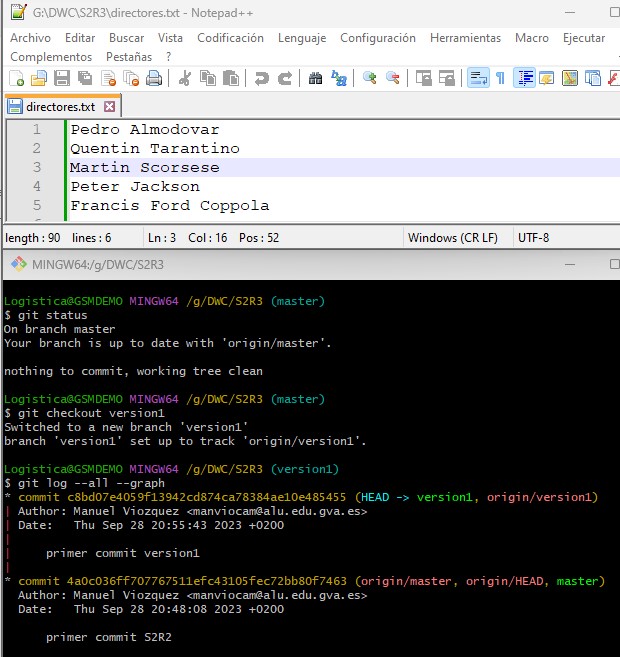 G:\DWC\S2R3\directores.txt - Notepad++
Archivo Editar Buscar Vista Codificación Lenguaje Configuración Herramientas Macro Ejecutar
Complementos Pestañas ?
directores.txt
1 Pedro Almodovar
2 Quentin Tarantino
3 Martin Scorsese
4 Peter Jackson
5 Francis Ford Coppola
length : 90 lines : 6 Ln : 3 Col : 16 Pos : 52 Windows (CR LF) UTF-8
MINGW64:/g/DWC/S2R3
Logistica@GSMDEMO MINGW64 /g/DWC/S2R3 (master)
$ git status
On branch master
Your branch is up to date with 'origin/master'.
nothing to commit, working tree clean
Logistica@GSMDEMO MINGW64 /g/DWC/S2R3 (master)
$ git checkout version1
Switched to a new branch 'version1'
branch 'version1' set up to track 'origin/version1'.
Logistica@GSMDEMO MINGW64 /g/DWC/S2R3 (version1)
$ git log --all --graph
* commit c8bd07e4059f13942cd874ca78384ae10e485455 (HEAD -> version1, origin/version1)
| Author: Manuel Viozquez <manviocam@alu.edu.gva.es>
| Date: Thu Sep 28 20:55:43 2023 +0200
|
| primer commit version1
|
* commit 4a0c036ff707767511efc43105fec72bb80f7463 (origin/master, origin/HEAD, master)
Author: Manuel Viozquez <manviocam@alu.edu.gva.es>
Date: Thu Sep 28 20:48:08 2023 +0200
primer commit S2R2